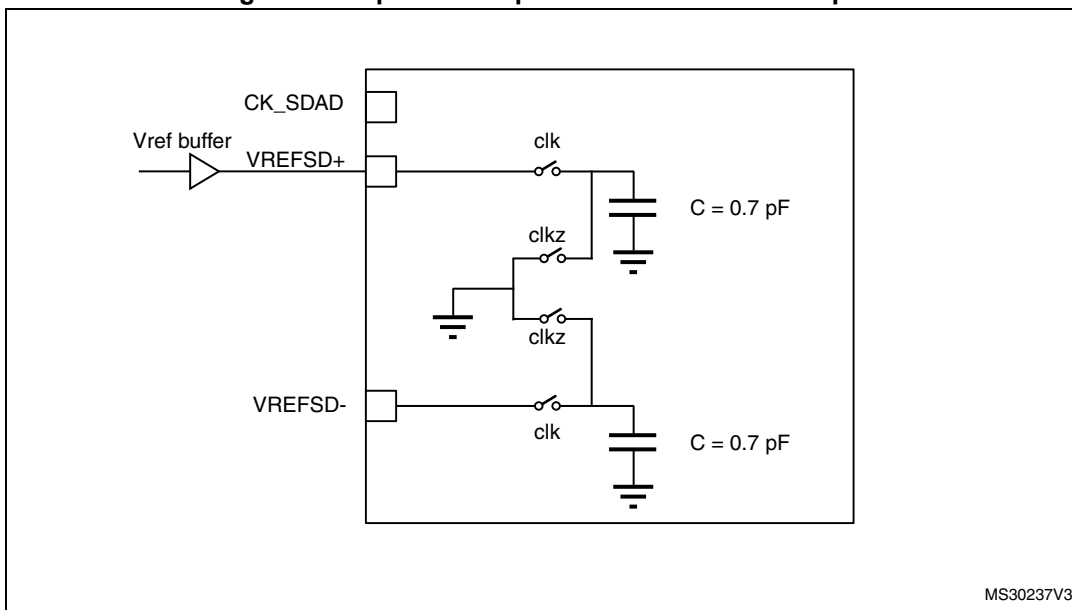 CK_SDAD
Vref buffer
VREFSD+
clk
C = 0.7 pF
clkz
clkz
VREFSD-
clk
C = 0.7 pF
MS30237V3